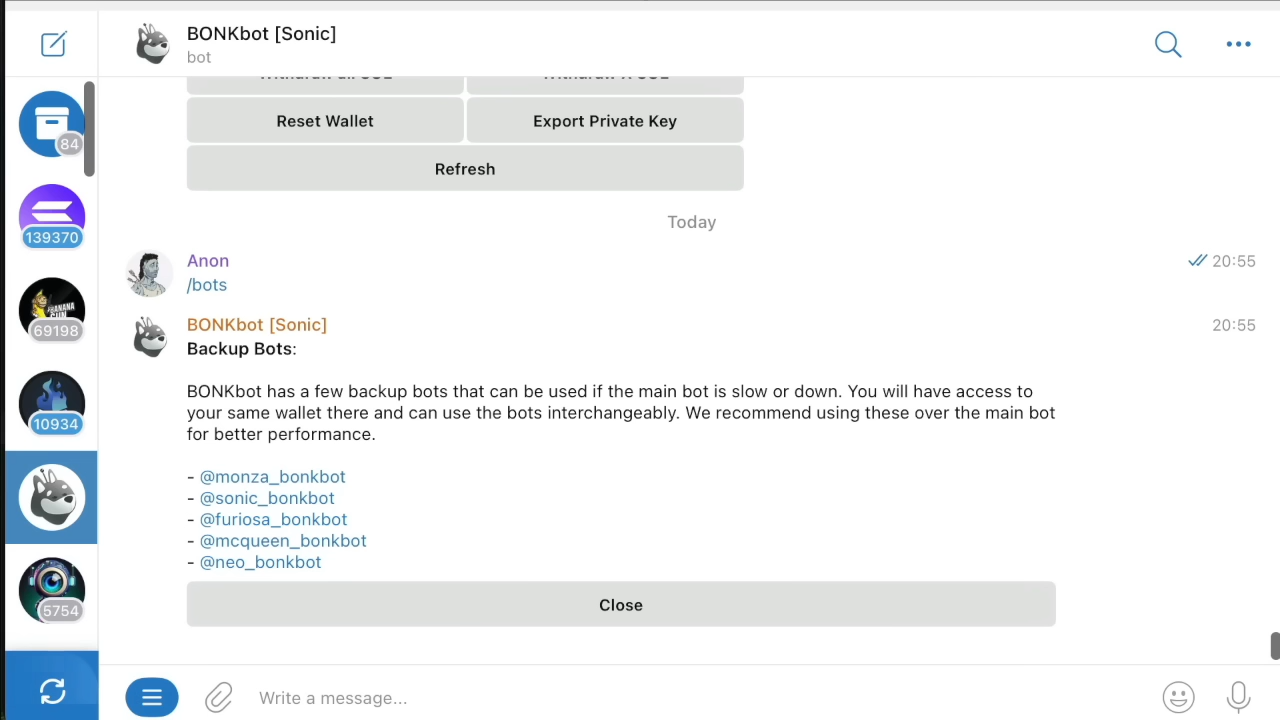 BONKbot [Sonic]
bot
84
139370
69198
10934
5754
Reset Wallet
Export Private Key
Refresh
Today
Anon
20:55
/bots
BONKbot [Sonic]
20:55
Backup Bots:
BONKbot has a few backup bots that can be used if the main bot is slow or down. You will have access to
your same wallet there and can use the bots interchangeably. We recommend using these over the main bot
for better performance.
- @monza_bonkbot
- @sonic_bonkbot
- @furiosa_bonkbot
- @mcqueen_bonkbot
- @neo_bonkbot
Close
Write a message...